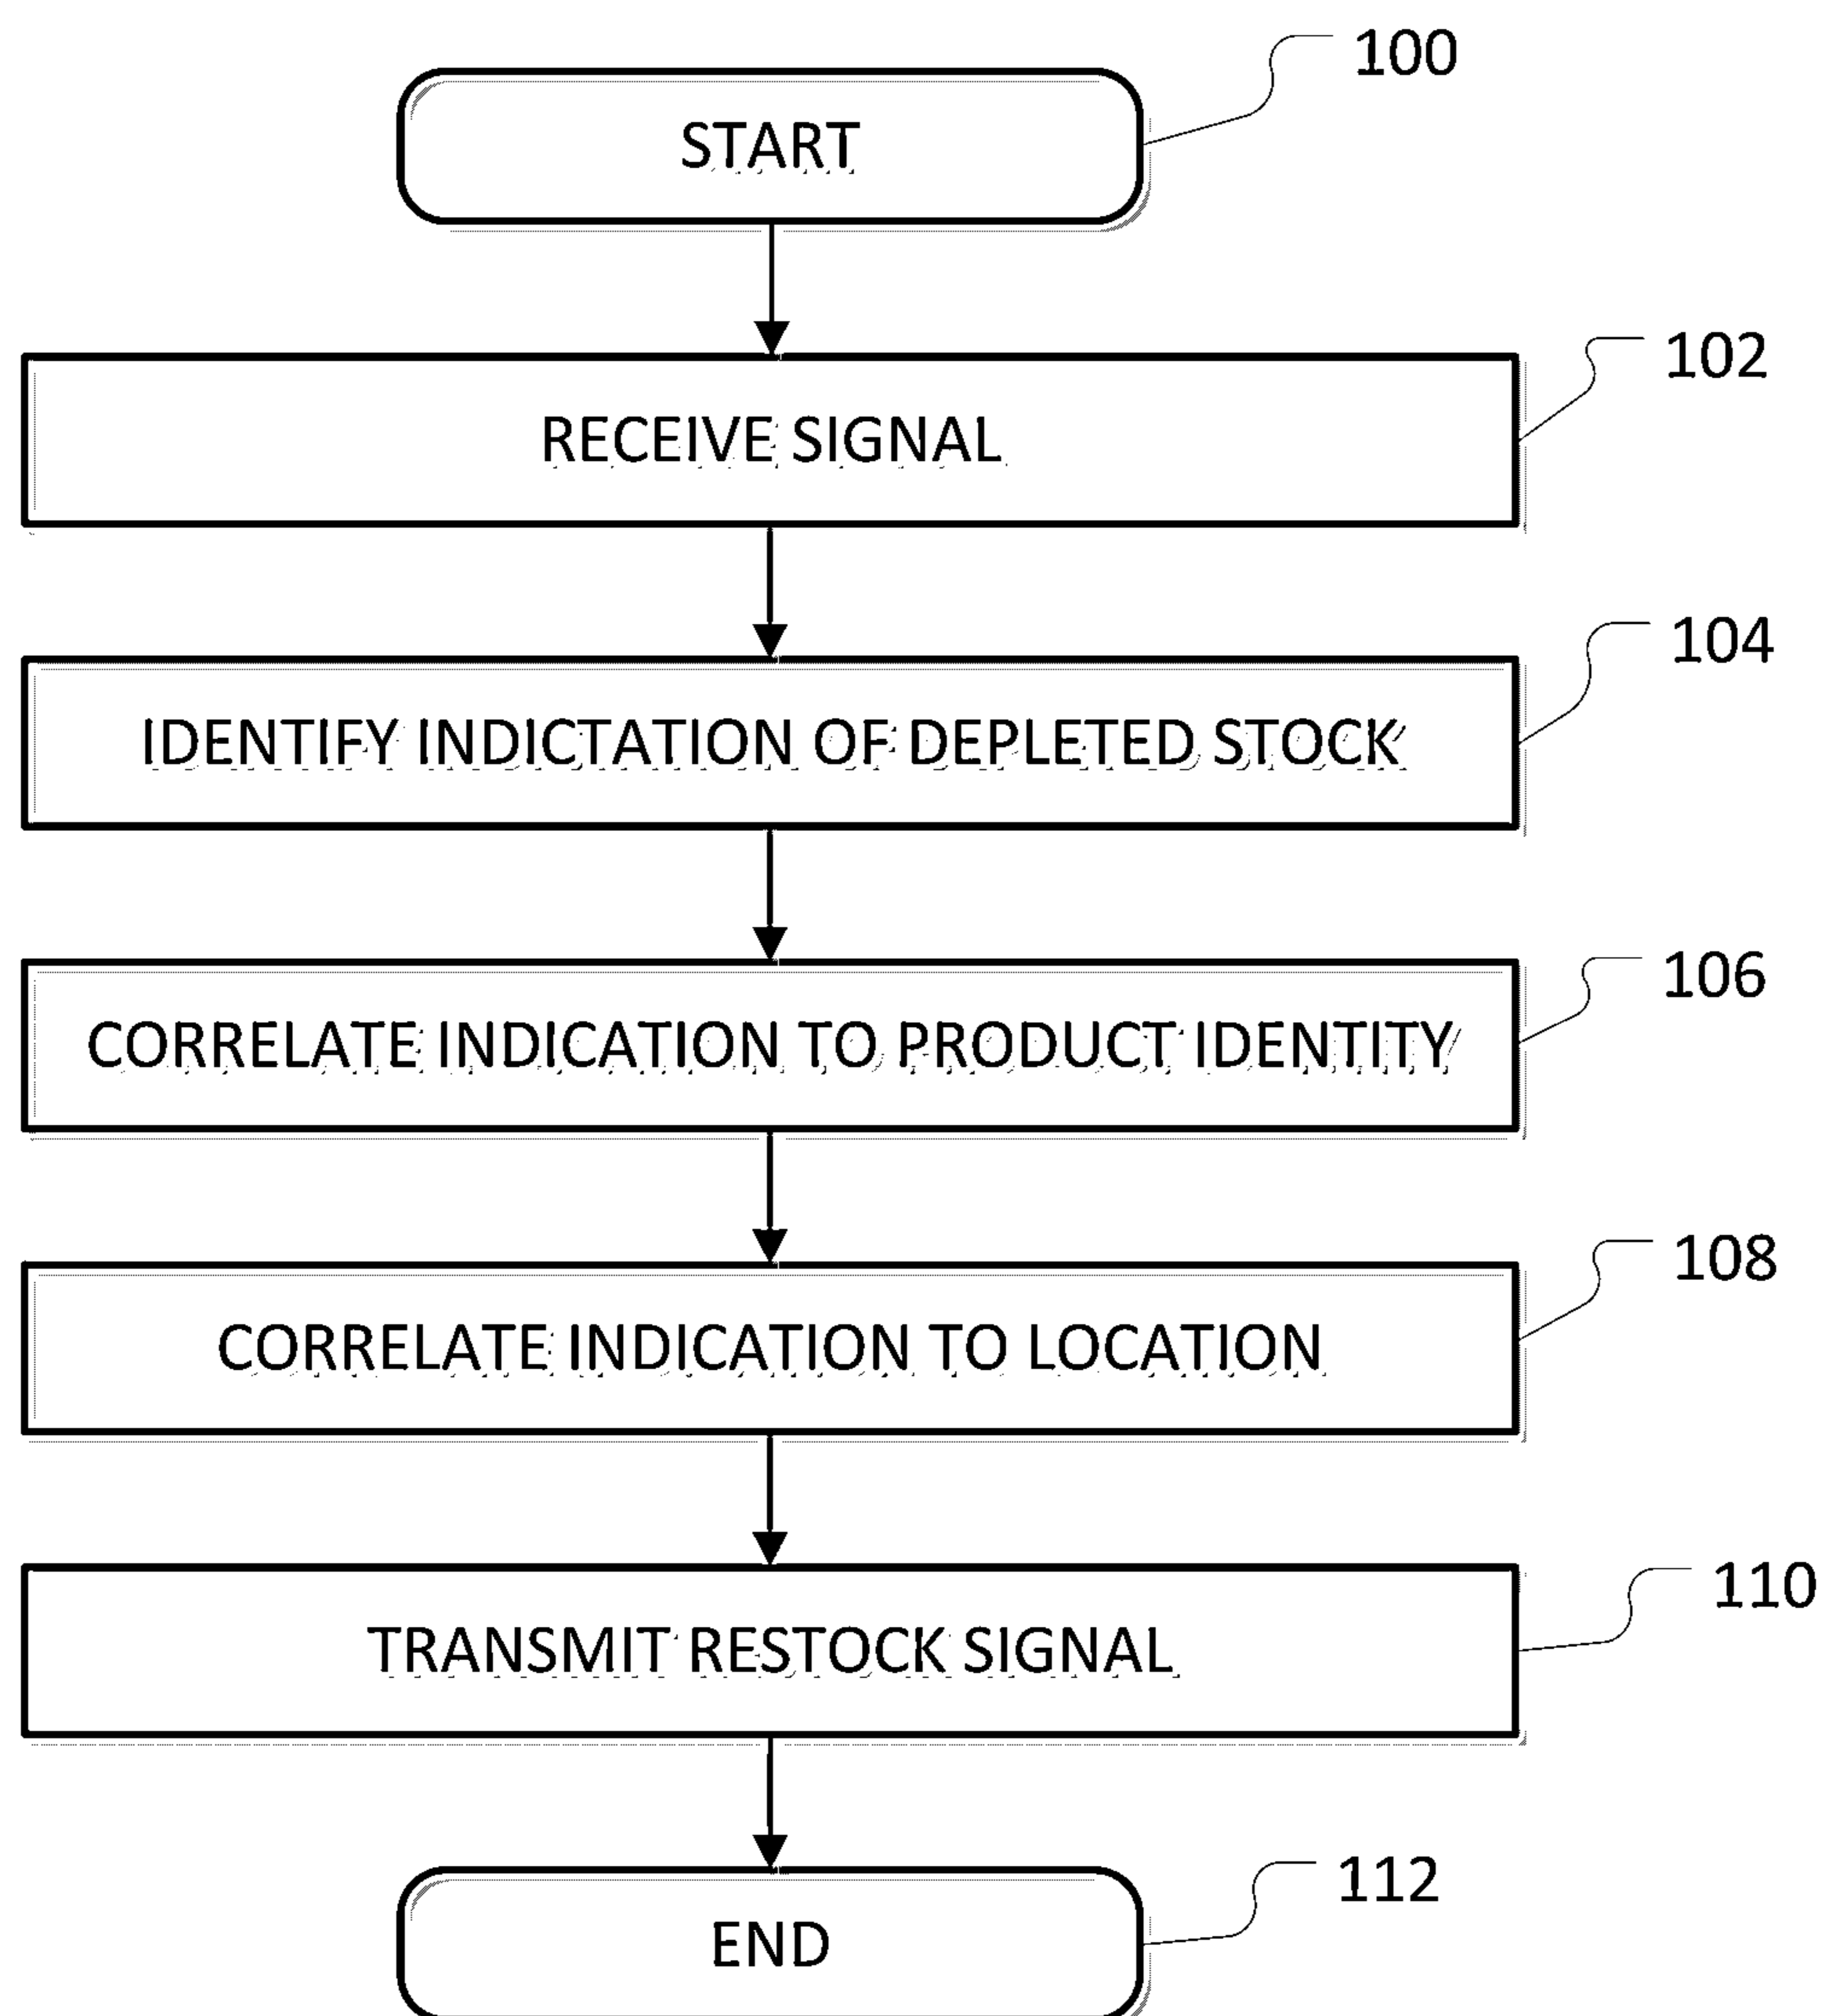 100
START
102
RECEIVE SIGNAL
104
IDENTIFY INDICTATION OF DEPLETED STOCK
106
CORRELATE INDICATION TO PRODUCT IDENTITY
108
CORRELATE INDICATION TO LOCATION
110
TRANSMIT RESTOCK SIGNAL
112
END